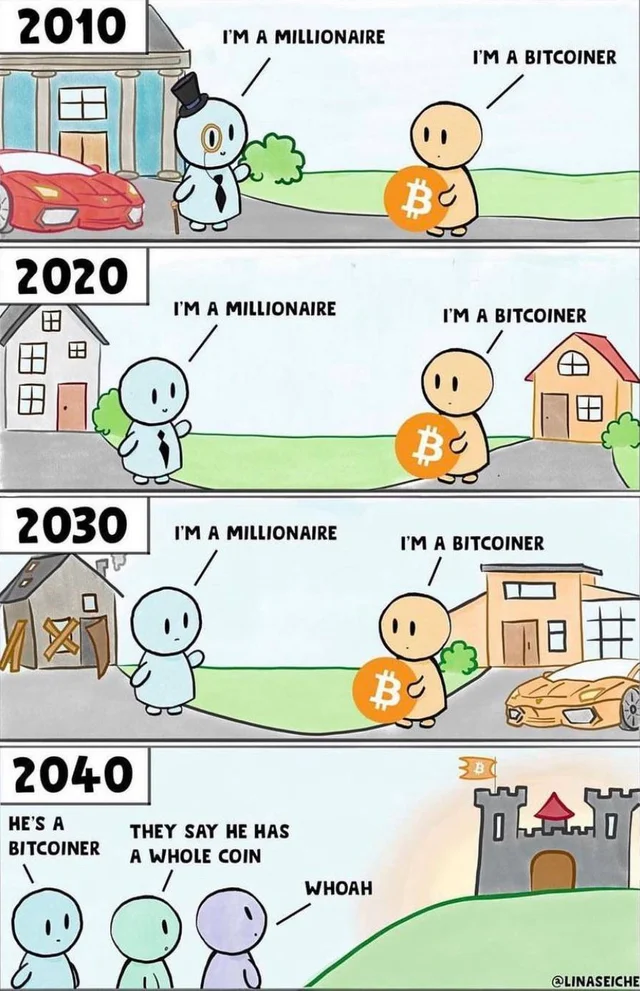 2010
I'M A MILLIONAIRE
I'M A BITCOINER
2020
I'M A MILLIONAIRE
I'M A BITCOINER
2030
I'M A MILLIONAIRE
I'M A BITCOINER
2040
HE'S A
BITCOINER
THEY SAY HE HAS
A WHOLE COIN
WHOAH
@LINASEICHE